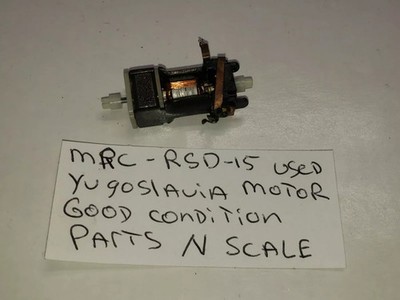 MRC-RSD-15 USED
YUGOSLAVIA MOTOR
GOOD CONDITION
PARTS N SCALE